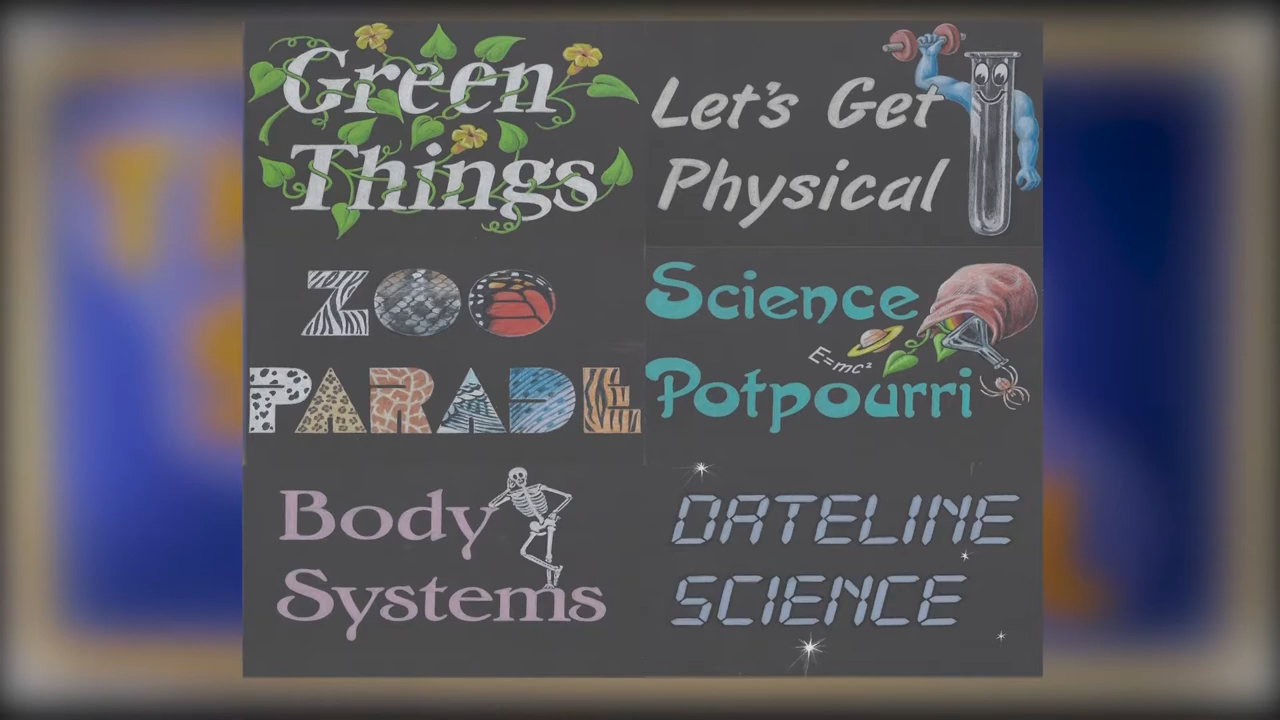 Green
Things
Let's Get
Physical
ZOO
PARADE
Science
E=mc²
Potpourri
Body
Systems
DATELINE
SCIENCE